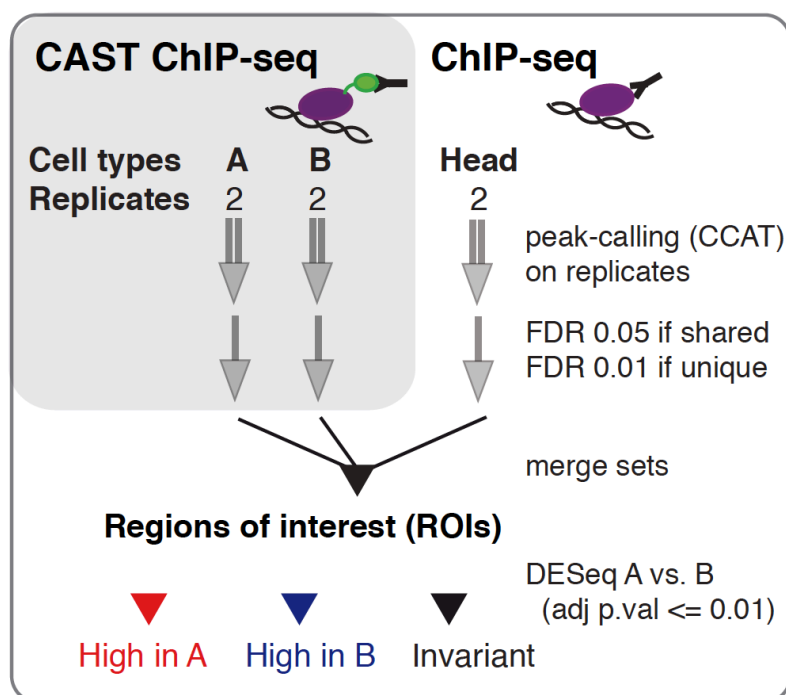 CAST ChIP-seq ChIP-seq
Cell types A B Head
Replicates 2 2 2
peak-calling (CCAT)
on replicates
FDR 0.05 if shared
FDR 0.01 if unique
merge sets
Regions of interest (ROIs)
DESeq A vs. B
(adj p.val <= 0.01)
High in A High in B Invariant